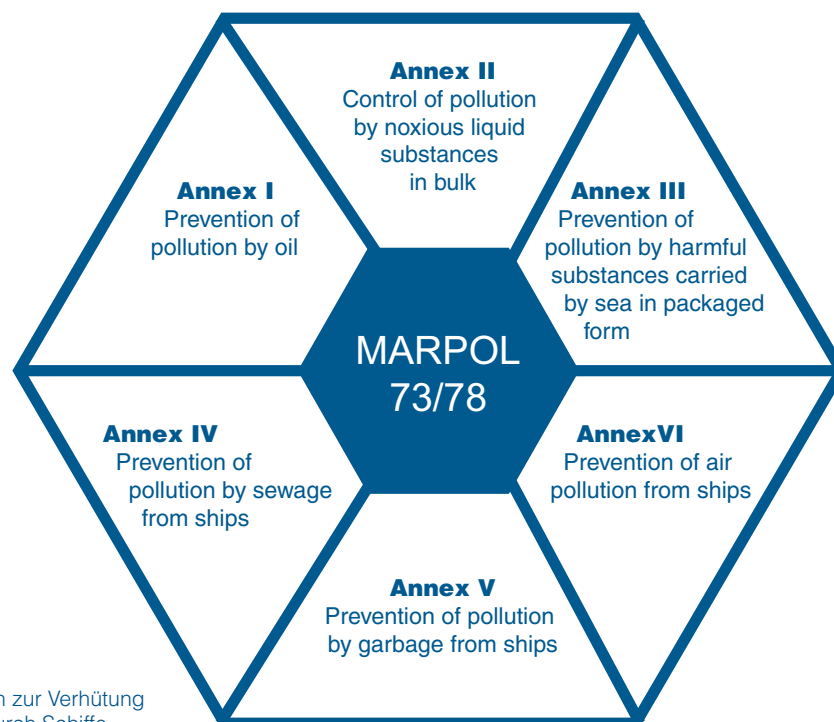 Annex II
Control of pollution
by noxious liquid
substances
in bulk
Annex I
Prevention of
pollution by oil
Annex III
Prevention of
pollution by harmful
substances carried
by sea in packaged
form
MARPOL
73/78
Annex IV
Prevention of
pollution by sewage
from ships
AnnexVI
Prevention of air
pollution from ships
Annex V
Prevention of pollution
by garbage from ships
zur Verhütung
Schiffe